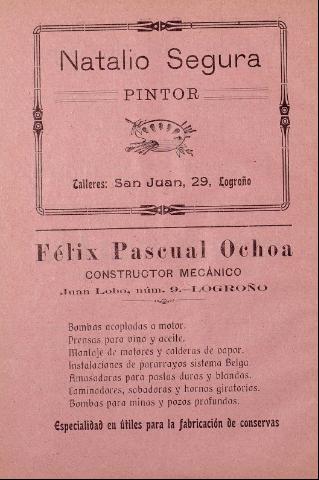 Natalio Segura
PINTOR
Talleres: San Juan, 29, Logroño
Félix Pascual Ochoa
CONSTRUCTOR MECÁNICO
Juan Lobo, núm. 9.-LOGROÑO
Bombas acopladas a motor.
Prensas para vino y aceite.
Montaje de motores y calderas de vapor.
Instalaciones de pararrayos sistema Belga
Amasadoras para pastas duras y blandas.
Laminadores, sobadoras y hornos giratorios.
Bombas para minas y pozos profundos.
Especialidad en útiles para la fabricación de conservas